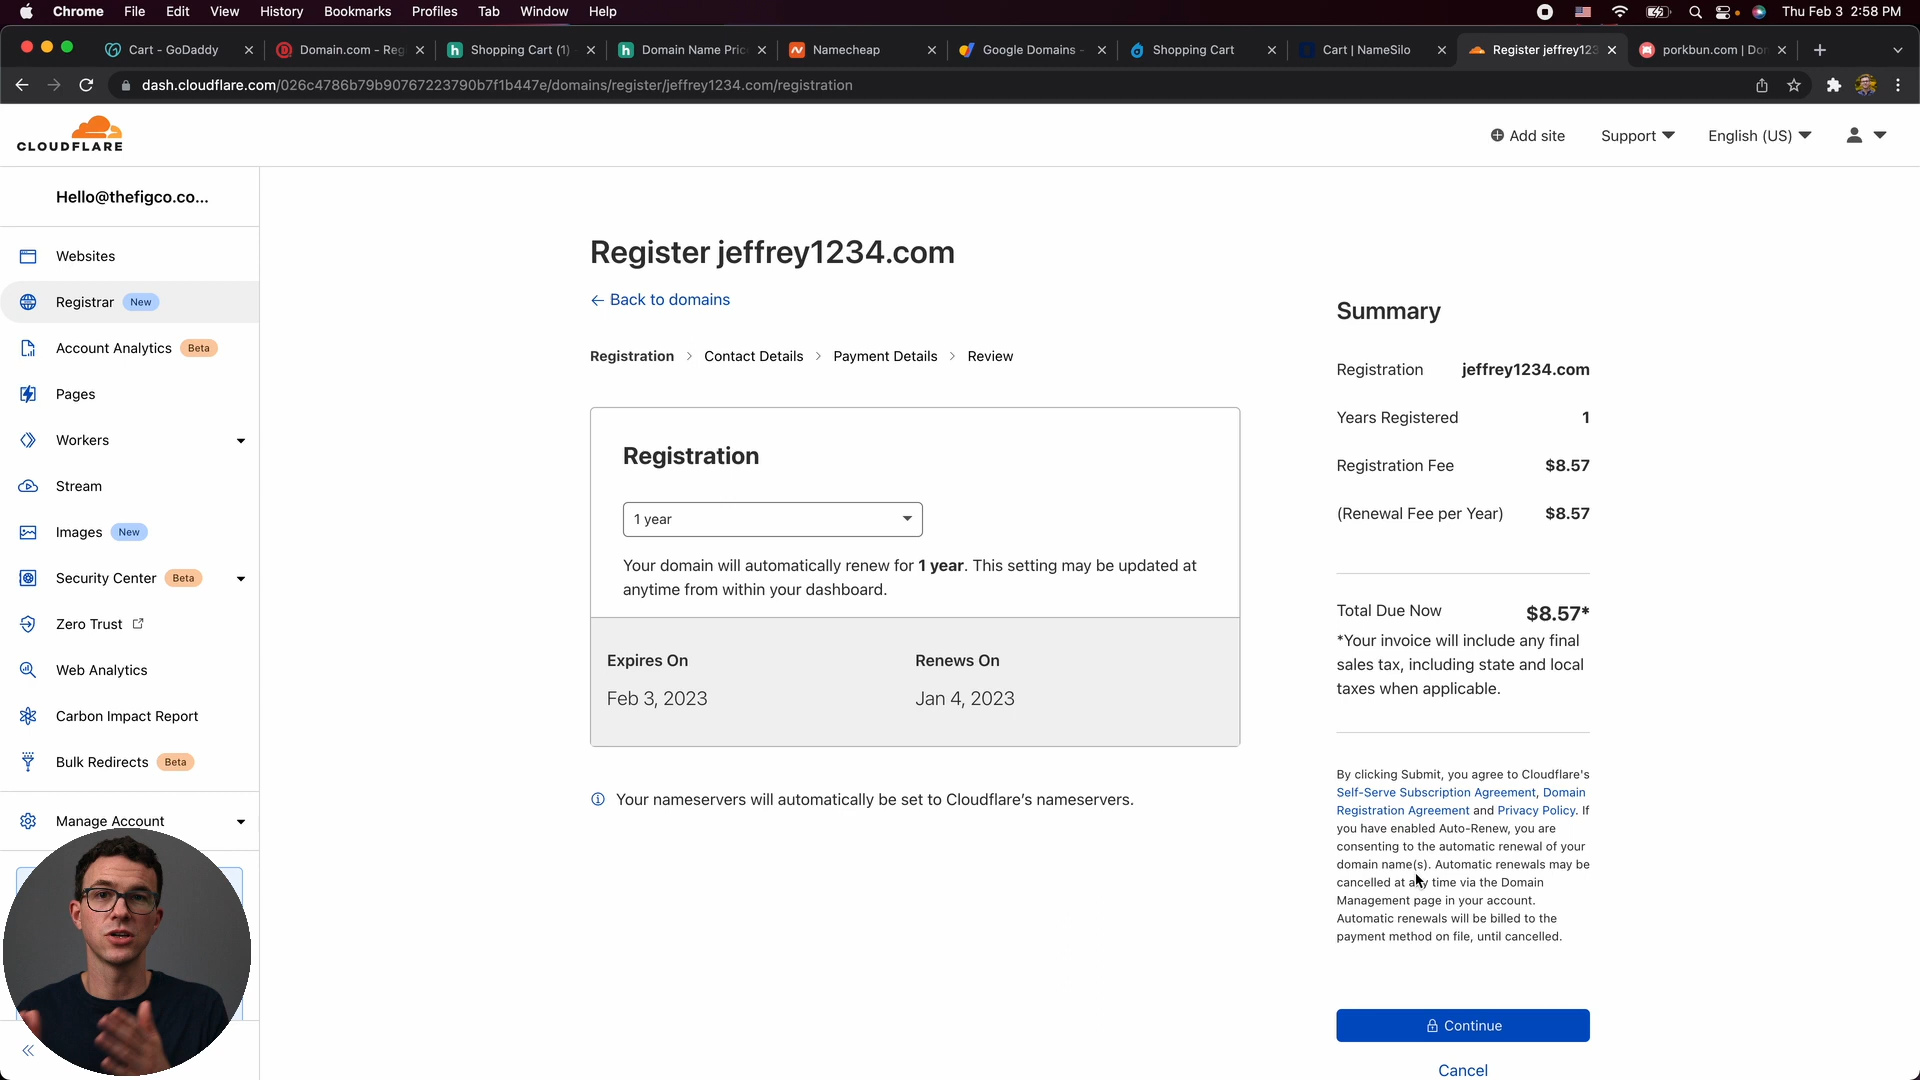 Chrome File Edit View History Bookmarks Profiles Tab Window Help Thu Feb 3 2:58 PM
Cart - GoDaddy Domain.com - Reg Shopping Cart (1) Domain Name Pric Namecheap Google Domains - Shopping Cart Cart | NameSilo Register jeffrey123 porkbun.com | Do
dash.cloudflare.com/026c4786b79b90767223790b7f1b447e/domains/register/jeffrey1234.com/registration
CLOUDFLARE
Add site Support English (US)
Hello@thefigco.co...
Websites
Registrar New
Account Analytics Beta
Pages
Workers
Stream
Images New
Security Center Beta
Zero Trust
Web Analytics
Carbon Impact Report
Bulk Redirects Beta
Manage Account
Register jeffrey1234.com
Back to domains
Registration > Contact Details > Payment Details > Review
Registration
1 year
Your domain will automatically renew for 1 year. This setting may be updated at
anytime from within your dashboard.
Expires On Renews On
Feb 3, 2023 Jan 4, 2023
Your nameservers will automatically be set to Cloudflare's nameservers.
Summary
Registration jeffrey1234.com
Years Registered 1
Registration Fee $8.57
(Renewal Fee per Year) $8.57
Total Due Now $8.57*
*Your invoice will include any final
sales tax, including state and local
taxes when applicable.
By clicking Submit, you agree to Cloudflare's
Self-Serve Subscription Agreement, Domain
Registration Agreement and Privacy Policy. If
you have enabled Auto-Renew, you are
consenting to the automatic renewal of your
domain name(s). Automatic renewals may be
cancelled at any time via the Domain
Management page in your account.
Automatic renewals will be billed to the
payment method on file, until cancelled.
Continue
Cancel